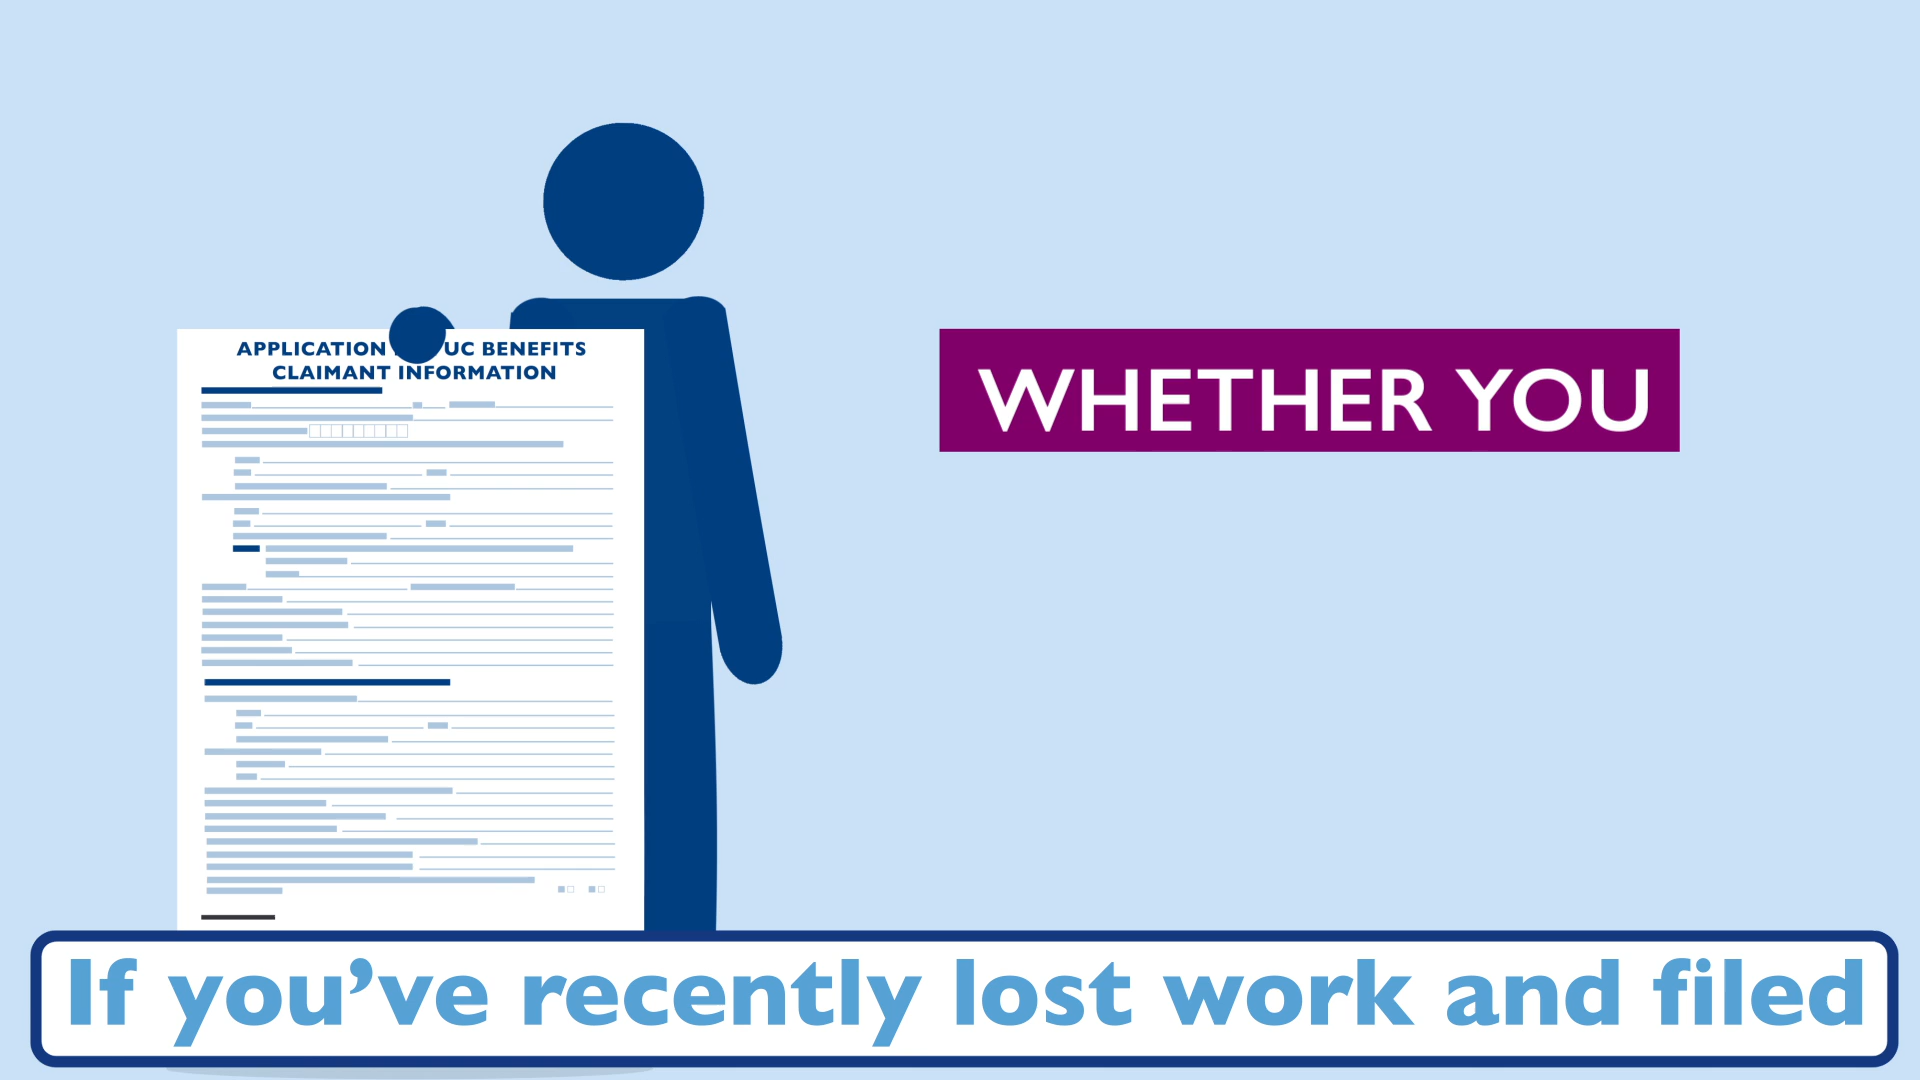 APPLICATION UC BENEFITS
CLAIMANT INFORMATION
WHETHER YOU
If you’ve recently lost work and filed